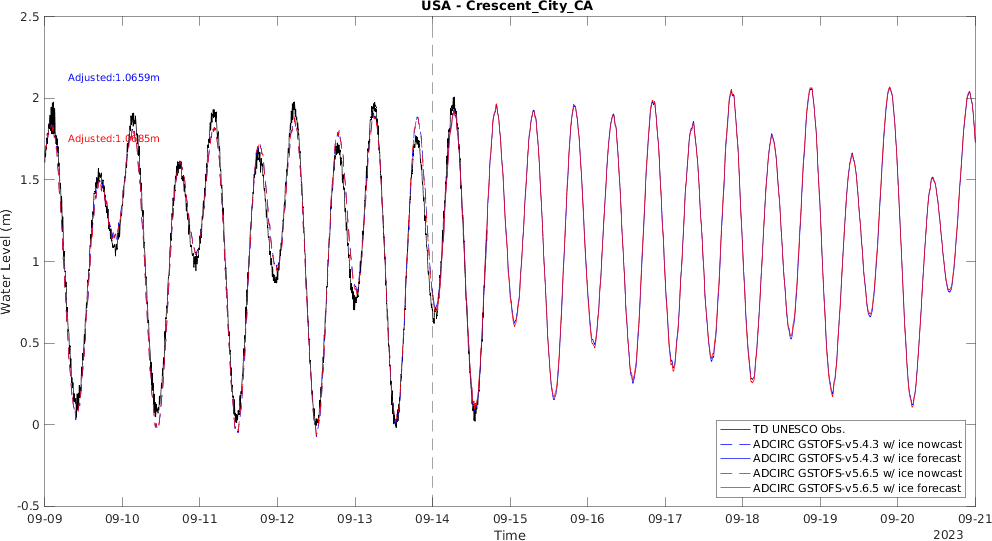 USA - Crescent_City_CA
2.5
2
1.5
1
0.5
0
-0.5
Water Level (m)
Adjusted:1.0659m
Adjusted:1.0685m
TD UNESCO Obs.
ADCIRC GSTOFS-v5.4.3 w/ ice nowcast
ADCIRC GSTOFS-v5.4.3 w/ ice forecast
ADCIRC GSTOFS-v5.6.5 w/ ice nowcast
ADCIRC GSTOFS-v5.6.5 w/ ice forecast
09-09 09-10 09-11 09-12 09-13 09-14 09-15 09-16 09-17 09-18 09-19 09-20 09-21
Time
2023